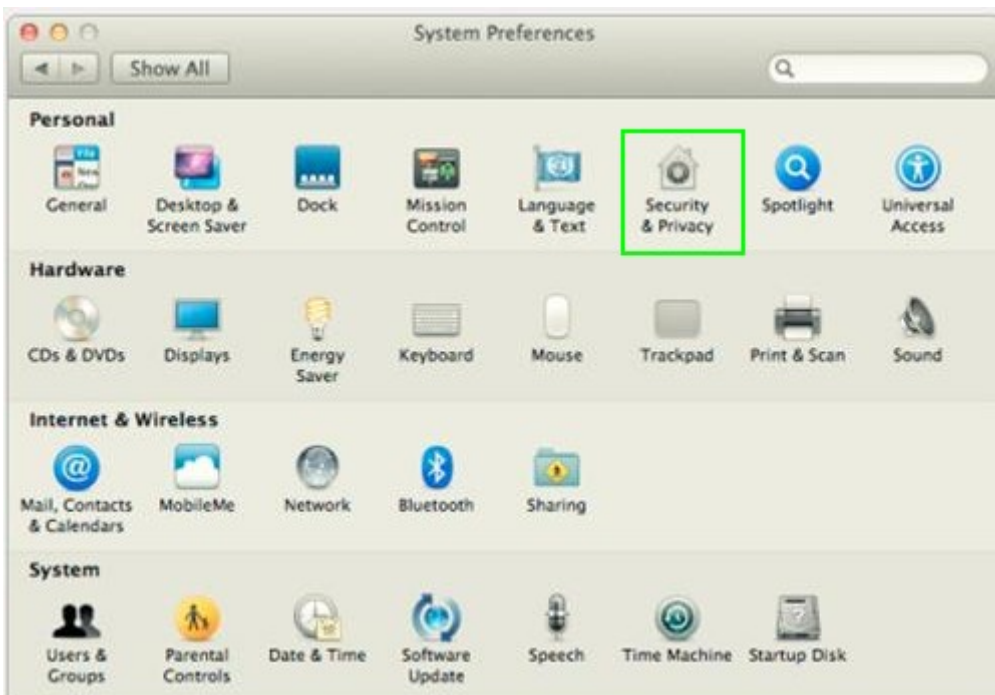 System Preferences
Show All
Personal
General
Desktop &
Screen Saver
Dock
Mission
Control
Language
& Text
Security
& Privacy
Spotlight
Universal
Access
Hardware
CDs & DVDs
Displays
Energy
Saver
Keyboard
Mouse
Trackpad
Print & Scan
Sound
Internet & Wireless
Mail, Contacts
& Calendars
MobileMe
Network
Bluetooth
Sharing
System
Users &
Groups
Parental
Controls
Date & Time
Software
Update
Speech
Time Machine
Startup Disk